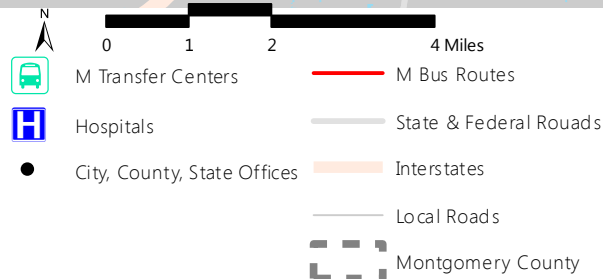 N
0 1 2 4 Miles
M Transfer Centers
H Hospitals
City, County, State Offices
M Bus Routes
State & Federal Rouads
Interstates
Local Roads
Montgomery County